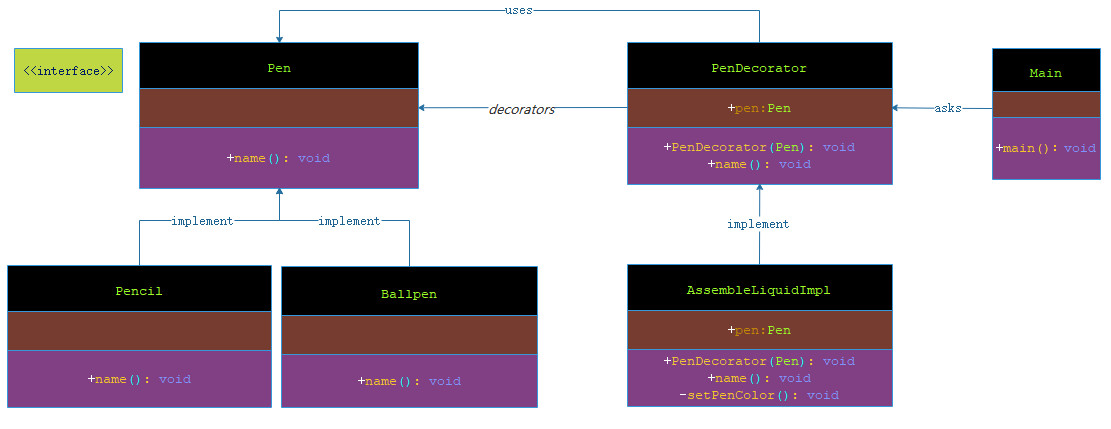 uses
<<interface>>
Pen
+name(): void
decorators
PenDecorator
+pen:Pen
+PenDecorator(Pen): void
+name(): void
asks
Main
+main(): void
implement
implement
implement
Pencil
+name(): void
Ballpen
+name(): void
AssembleLiquidImpl
+pen:Pen
+PenDecorator(Pen): void
+name(): void
-setPenColor(): void